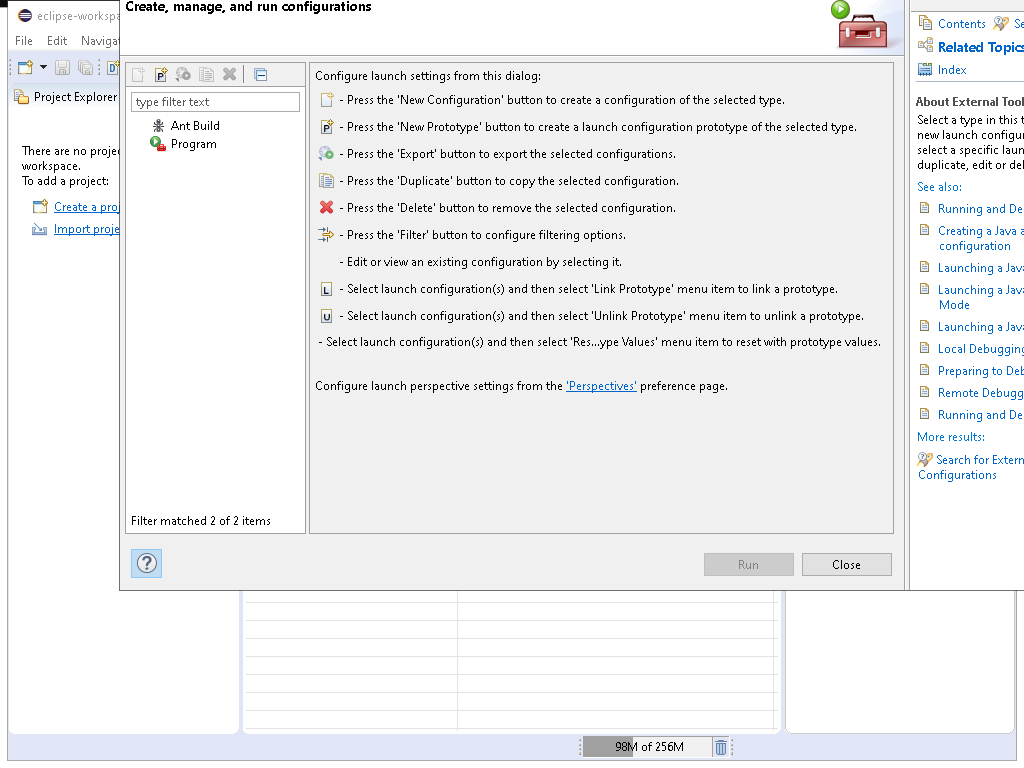 eclipse-workspa
Create, manage, and run configurations
File Edit Navigat
Project Explorer
There are no projec
workspace.
To add a project:
Create a proj
Import proje
type filter text
Ant Build
Program
Filter matched 2 of 2 items
Configure launch settings from this dialog:
- Press the 'New Configuration' button to create a configuration of the selected type.
- Press the 'New Prototype' button to create a launch configuration prototype of the selected type.
- Press the 'Export' button to export the selected configurations.
- Press the 'Duplicate' button to copy the selected configuration.
- Press the 'Delete' button to remove the selected configuration.
- Press the 'Filter' button to configure filtering options.
- Edit or view an existing configuration by selecting it.
L - Select launch configuration(s) and then select 'Link Prototype' menu item to link a prototype.
U - Select launch configuration(s) and then select 'Unlink Prototype' menu item to unlink a prototype.
- Select launch configuration(s) and then select 'Res...ype Values' menu item to reset with prototype values.
Configure launch perspective settings from the 'Perspectives' preference page.
Run Close
Contents Se
Related Topics
Index
About External Tool
Select a type in this t
new launch configur
select a specific laun
duplicate, edit or del
See also:
Running and De
Creating a Java a
configuration
Launching a Jav
Launching a Java
Mode
Launching a Java
Local Debugging
Preparing to Deb
Remote Debugg
Running and De
More results:
Search for Extern
Configurations
98M of 256M